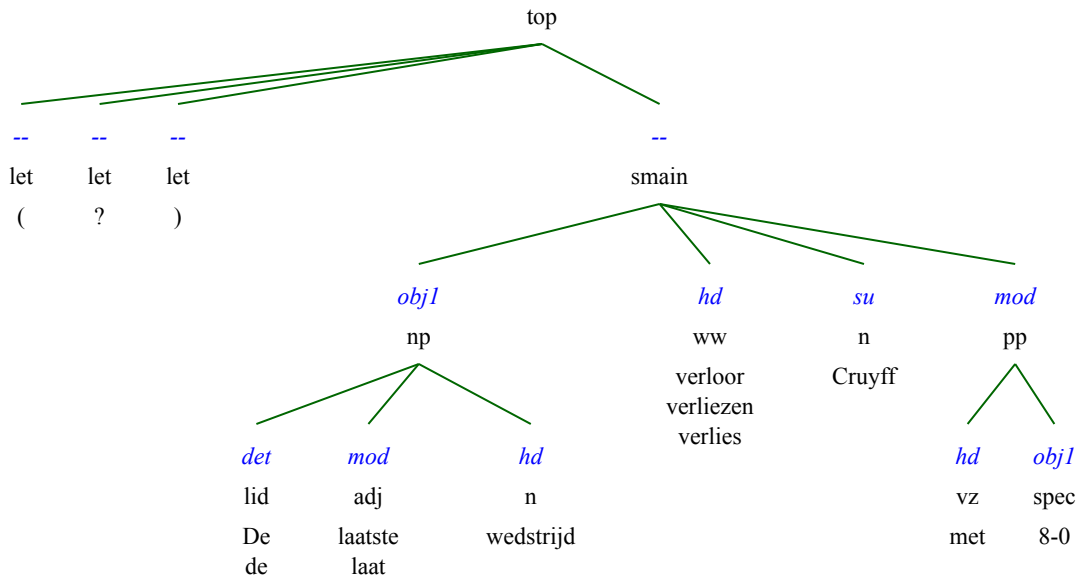 top
-- -- -- --
let let let smain
( ? )
obj1 hd su mod
np ww n pp
verloor Cruyff
verliezen
verlies
det mod hd hd obj1
lid adj n vz spec
De laatste wedstrijd met 8-0
de laat